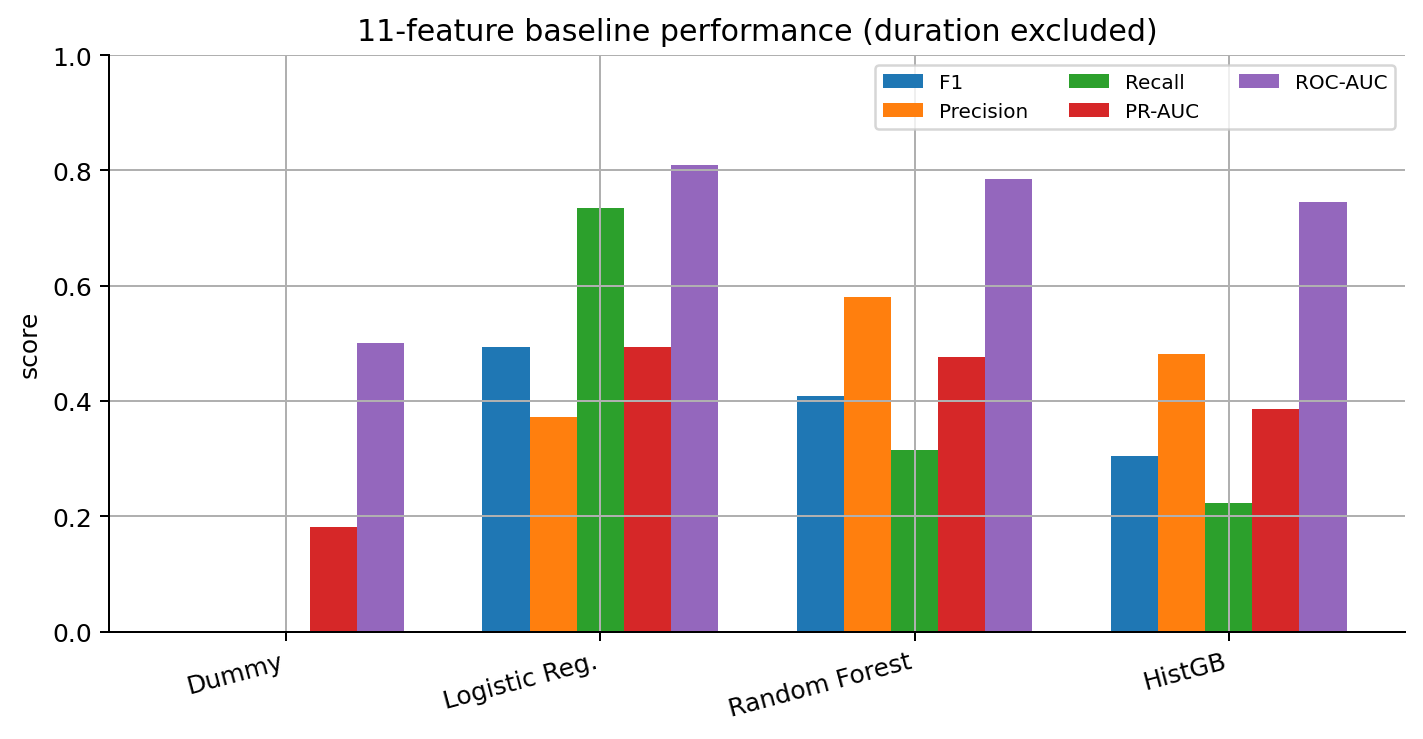 11-feature baseline performance (duration excluded)
F1 Recall ROC-AUC
Precision PR-AUC
1.0
0.8
0.6
0.4
0.2
0.0
score
Dummy
Logistic Reg.
Random Forest
HistGB